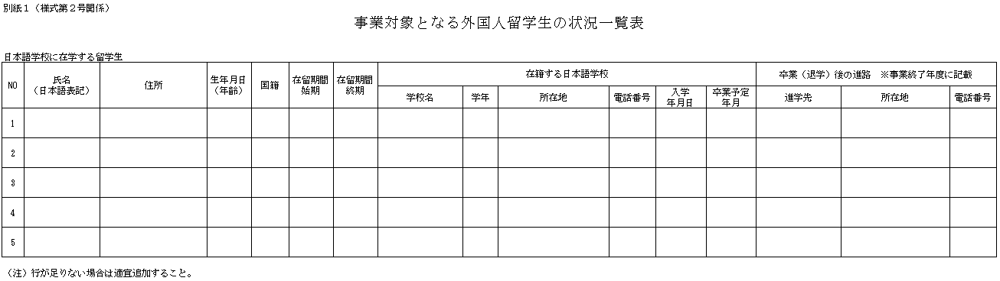 別紙１（様式第２号関係）
事業対象となる外国人留学生の状況一覧表
日本語学校に在学する留学生
NO
氏名
（日本語表記）
住所
生年月日
（年齢）
国籍
在留期間
始期
在留期間
終期
在籍する日本語学校
卒業（退学）後の進路　※事業終了年度に記載
学校名
学年
所在地
電話番号
入学
年月日
卒業予定
年月
進学先
所在地
電話番号
1
2
3
4
5
（注）行が足りない場合は適宜追加すること。